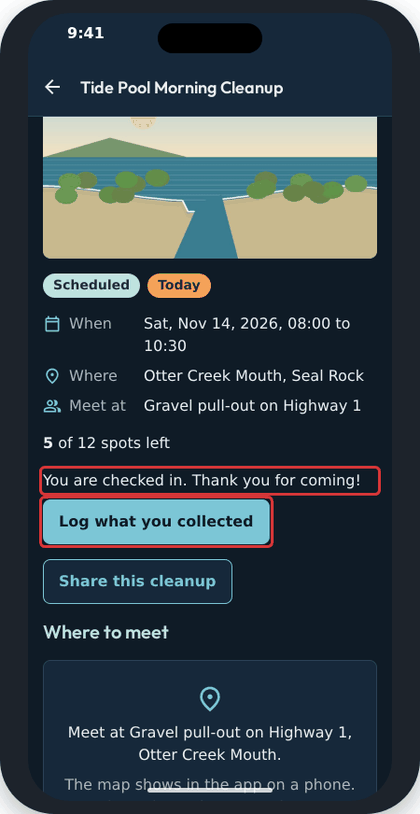 9:41
Tide Pool Morning Cleanup
Scheduled Today
When Sat, Nov 14, 2026, 08:00 to
10:30
Where Otter Creek Mouth, Seal Rock
Meet at Gravel pull-out on Highway 1
5 of 12 spots left
You are checked in. Thank you for coming!
Log what you collected
Share this cleanup
Where to meet
Meet at Gravel pull-out on Highway 1,
Otter Creek Mouth.
The map shows in the app on a phone.